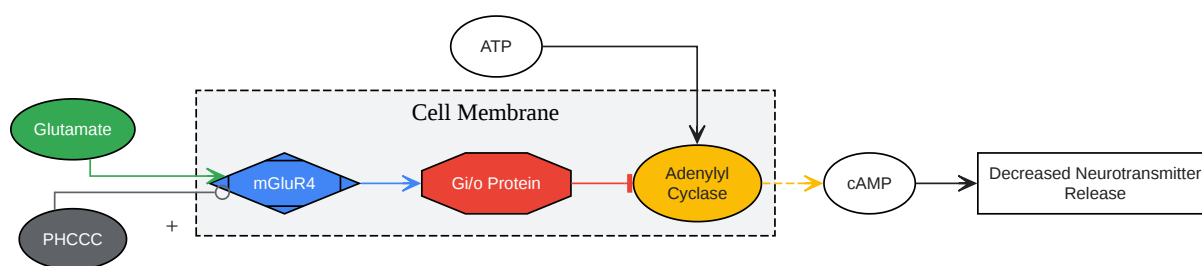 ATP
Cell Membrane
Glutamate
mGluR4
Gi/o Protein
Adenylyl
Cyclase
cAMP
Decreased Neurotransmitter
Release
PHCCC
+